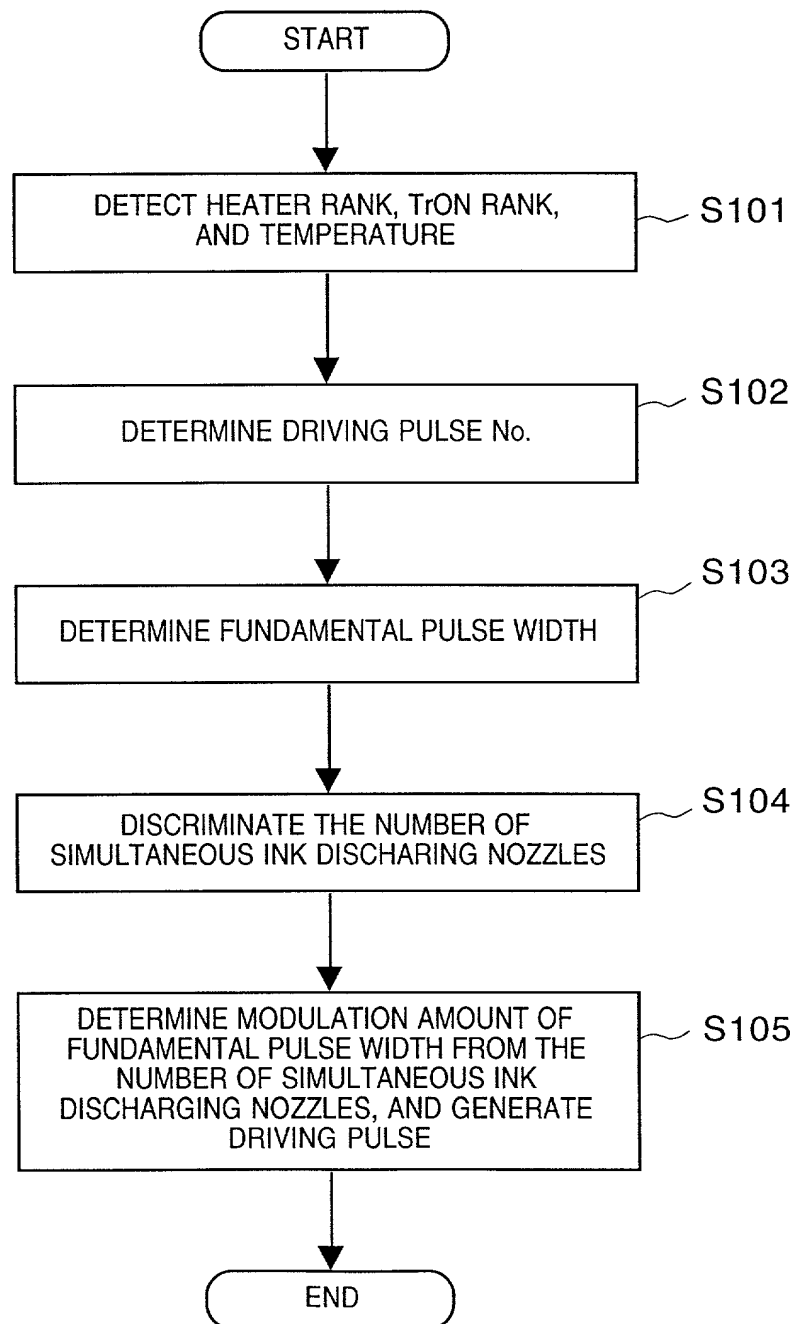 START
DETECT HEATER RANK, TrON RANK,
AND TEMPERATURE
S101
DETERMINE DRIVING PULSE No.
S102
DETERMINE FUNDAMENTAL PULSE WIDTH
S103
DISCRIMINATE THE NUMBER OF
SIMULTANEOUS INK DISCHARING NOZZLES
S104
DETERMINE MODULATION AMOUNT OF
FUNDAMENTAL PULSE WIDTH FROM THE
NUMBER OF SIMULTANEOUS INK
DISCHARGING NOZZLES, AND GENERATE
DRIVING PULSE
S105
END